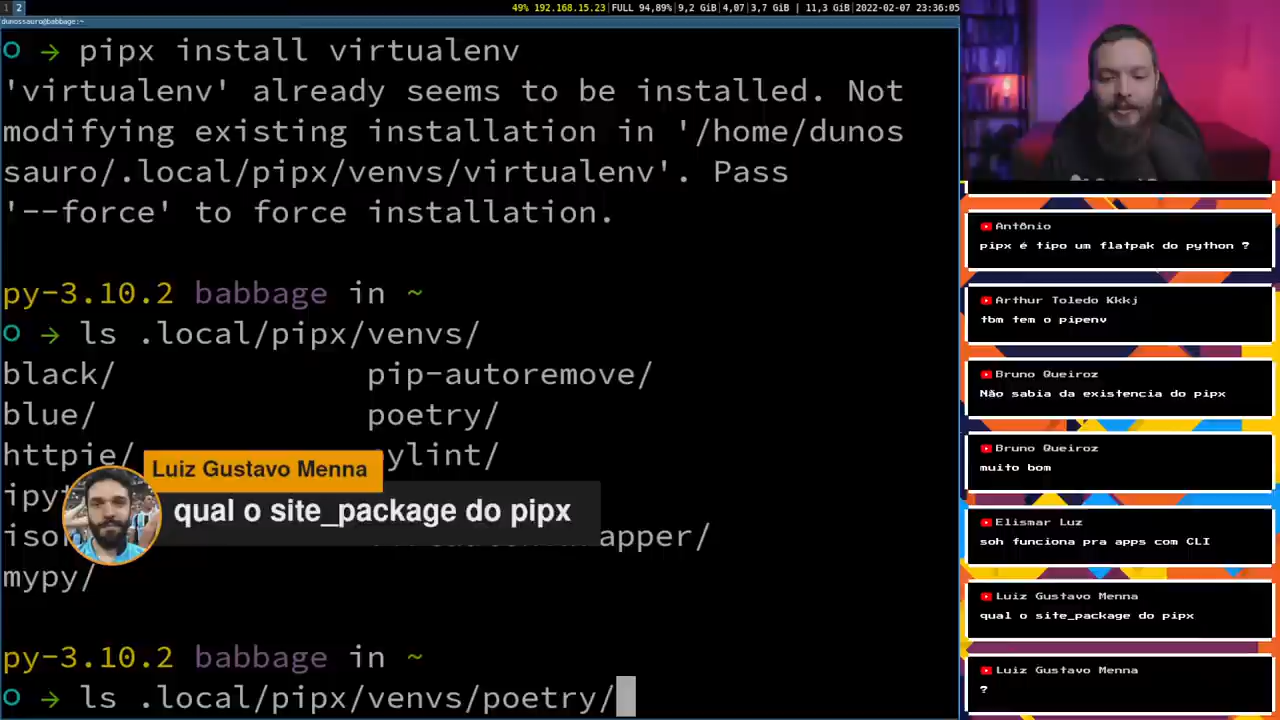 1 2
49% 192.168.15.23|FULL 94,89%|9,2 GiB|4,07|3,7 GiB | 11,3 GiB|2022-02-07 23:36:05
dunossauro@babbage:~
O → pipx install virtualenv
'virtualenv' already seems to be installed. Not
modifying existing installation in '/home/dunos
sauro/.local/pipx/venvs/virtualenv'. Pass
'--force' to force installation.
py-3.10.2 babbage in ~
O → ls .local/pipx/venvs/
black/ pip-autoremove/
blue/ poetry/
httpie/ ylint/
Luiz Gustavo Menna
qual o site_package do pipx
mypy/
py-3.10.2 babbage in ~
O → ls .local/pipx/venvs/poetry/
Antônio
pipx é tipo um flatpak do python ?
Arthur Toledo Kkkj
tbm tem o pipenv
Bruno Queiroz
Não sabia da existencia do pipx
Bruno Queiroz
muito bom
Elismar Luz
soh funciona pra apps com CLI
Luiz Gustavo Menna
qual o site_package do pipx
Luiz Gustavo Menna
?